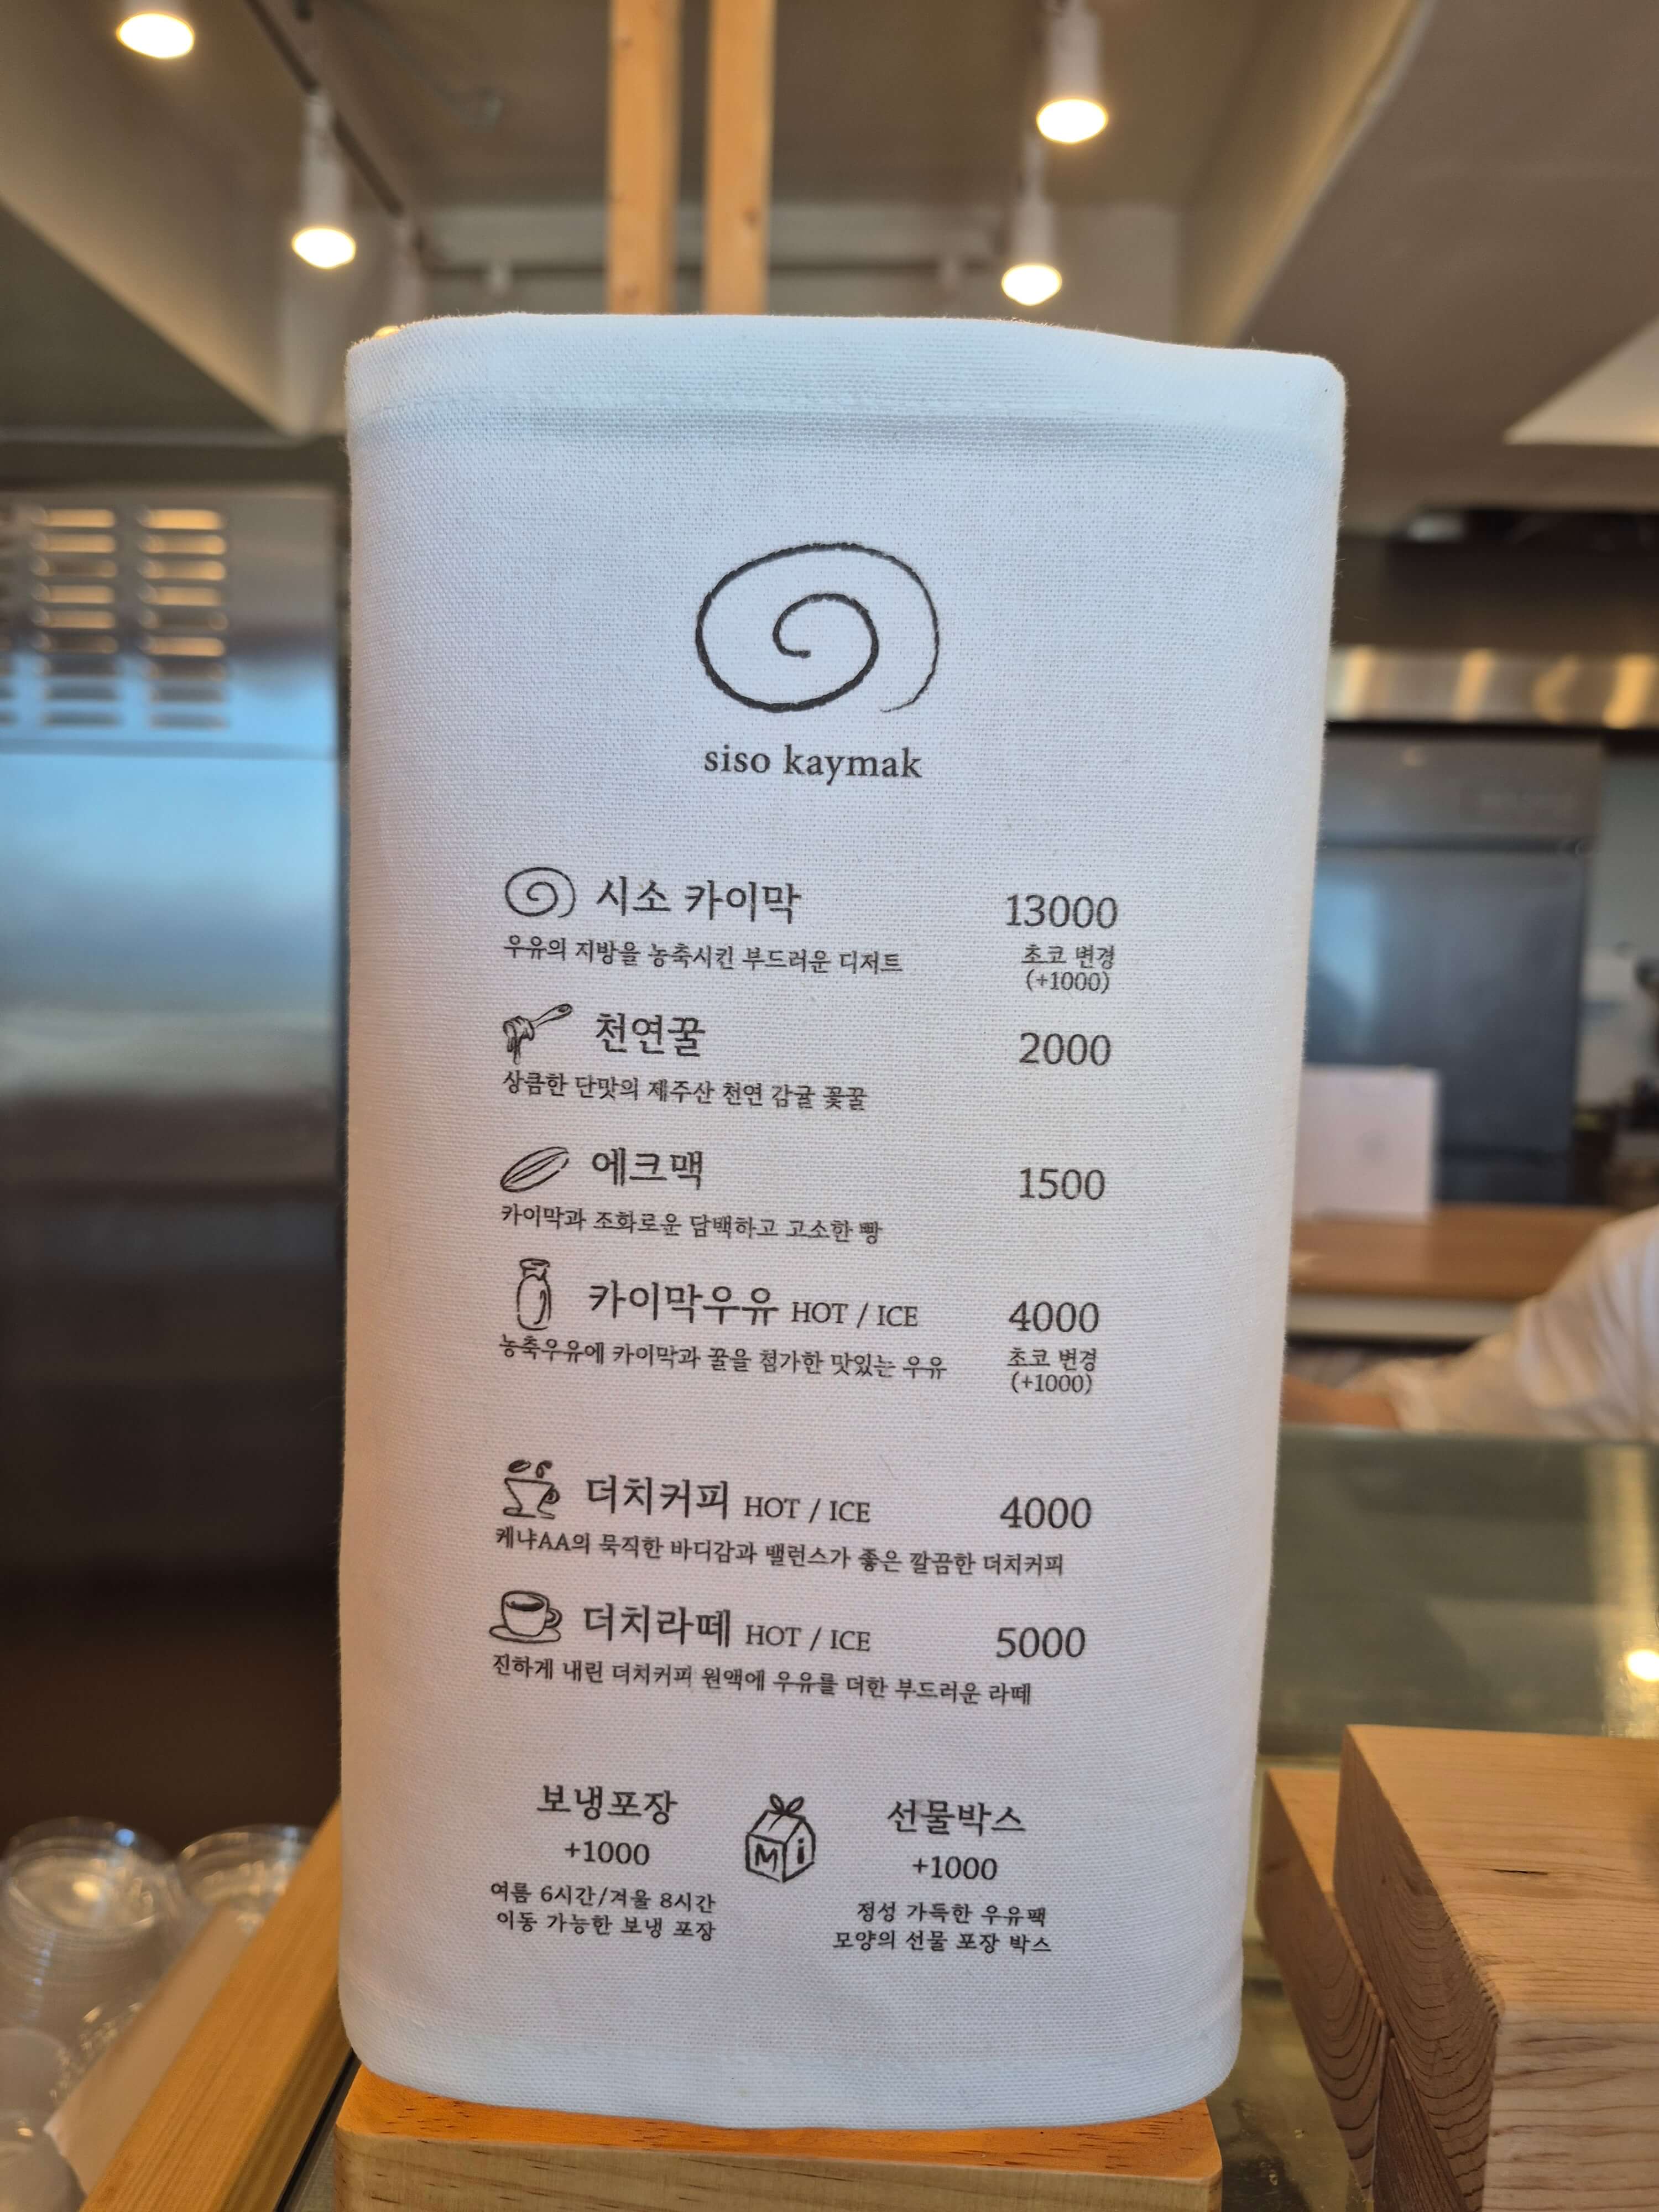 siso kaymak
시소 카이막 13000
우유의 지방을 농축시킨 부드러운 디저트 초코 변경
(+1000)
천연꿀 2000
상큼한 단맛의 제주산 천연 감귤 꽃꿀
에크맥 1500
카이막과 조화로운 담백하고 고소한 빵
카이막우유 HOT / ICE 4000
농축우유에 카이막과 꿀을 첨가한 맛있는 우유 초코 변경
(+1000)
더치커피 HOT / ICE 4000
케냐AA의 묵직한 바디감과 밸런스가 좋은 깔끔한 더치커피
더치라떼 HOT / ICE 5000
진하게 내린 더치커피 원액에 우유를 더한 부드러운 라떼
보냉포장
+1000
여름 6시간/겨울 8시간
이동 가능한 보냉 포장
Mi
선물박스
+1000
정성 가득한 우유팩
모양의 선물 포장 박스